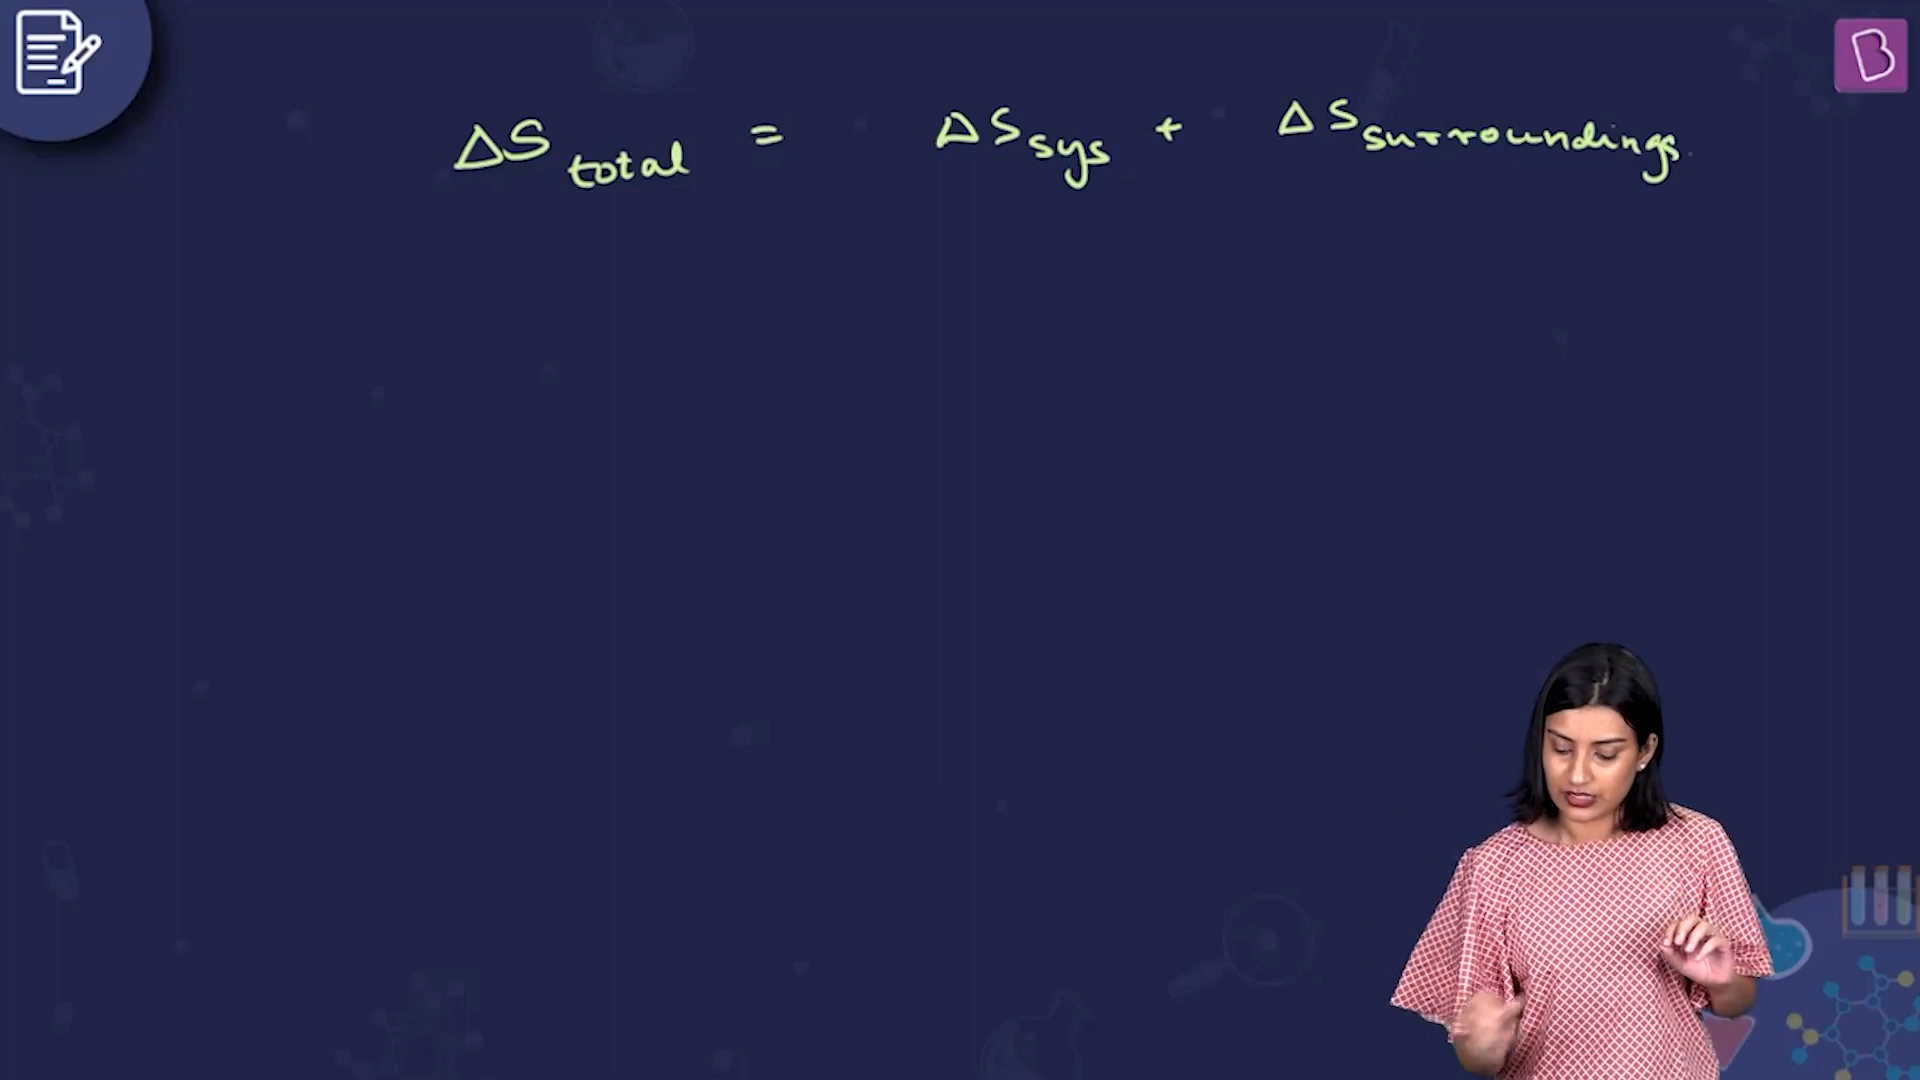 ΔS total = ΔS sys + ΔS surroundings
B